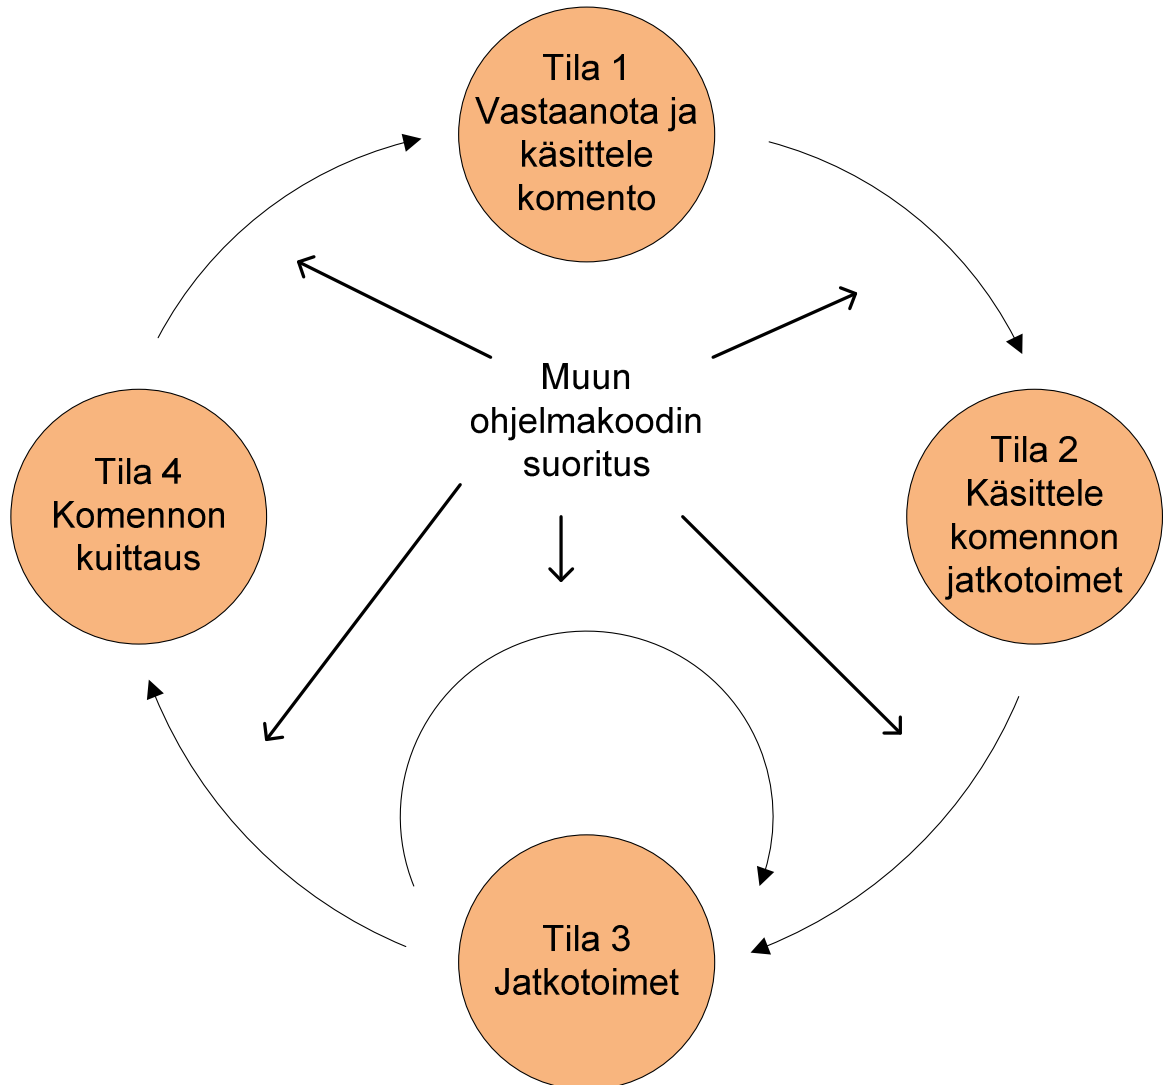 Tila 1
Vastaanota ja
käsittele
komento
Muun
ohjelmakoodin
suoritus
Tila 2
Käsittele
komennon
jatkotoimet
Tila 4
Komennon
kuittaus
Tila 3
Jatkotoimet